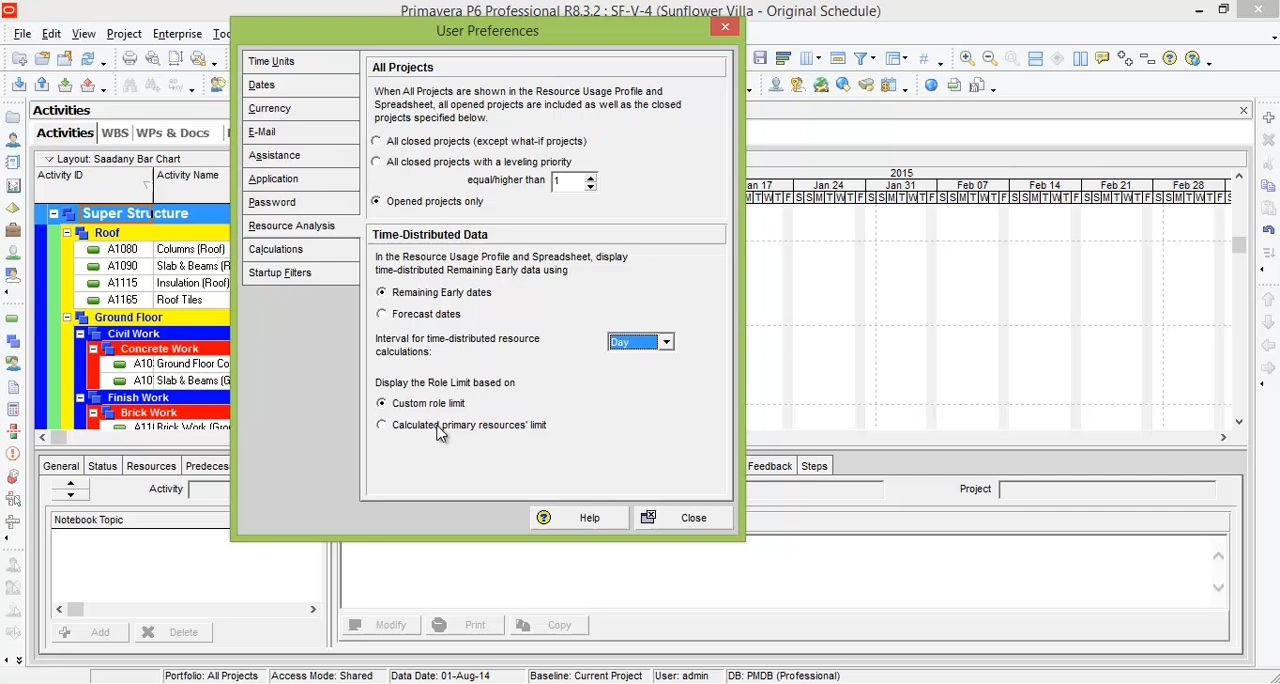 Primavera P6 Professional R8.3.2 : SF-V-4 (Sunflower Villa - Original Schedule)
File Edit View Project Enterprise Too
User Preferences
Activities
Activities WBS WPs & Docs
Layout: Saadany Bar Chart
Activity ID Activity Name
Super Structure
Roof
A1080 Columns (Roof)
A1090 Slab & Beams (R
A1115 Insulation (Roof)
A1165 Roof Tiles
Ground Floor
Civil Work
Concrete Work
A10 Ground Floor Co
A10 Slab & Beams (G
Finish Work
Brick Work
A11 Brick Work (Grou
Time Units
Dates
Currency
E-Mail
Assistance
Application
Password
Resource Analysis
Calculations
Startup Filters
All Projects
When All Projects are shown in the Resource Usage Profile and
Spreadsheet, all opened projects are included as well as the closed
projects specified below.
All closed projects (except what-if projects)
All closed projects with a leveling priority
equal/higher than 1
Opened projects only
Time-Distributed Data
In the Resource Usage Profile and Spreadsheet, display
time-distributed Remaining Early data using
Remaining Early dates
Forecast dates
Interval for time-distributed resource
calculations:
Day
Display the Role Limit based on
Custom role limit
Calculated primary resources' limit
Help Close
2015
an 17 Jan 24 Jan 31 Feb 07 Feb 14 Feb 21 Feb 28
M T W T F S S M T W T F S S M T W T F S S M T W T F S S M T W T F S S M T W T F S S M T W T F S
General Status Resources Predeces Feedback Steps
Activity Project
Notebook Topic
Add Delete
Modify Print Copy
Portfolio: All Projects Access Mode: Shared Data Date: 01-Aug-14 Baseline: Current Project User: admin DB: PMDB (Professional)